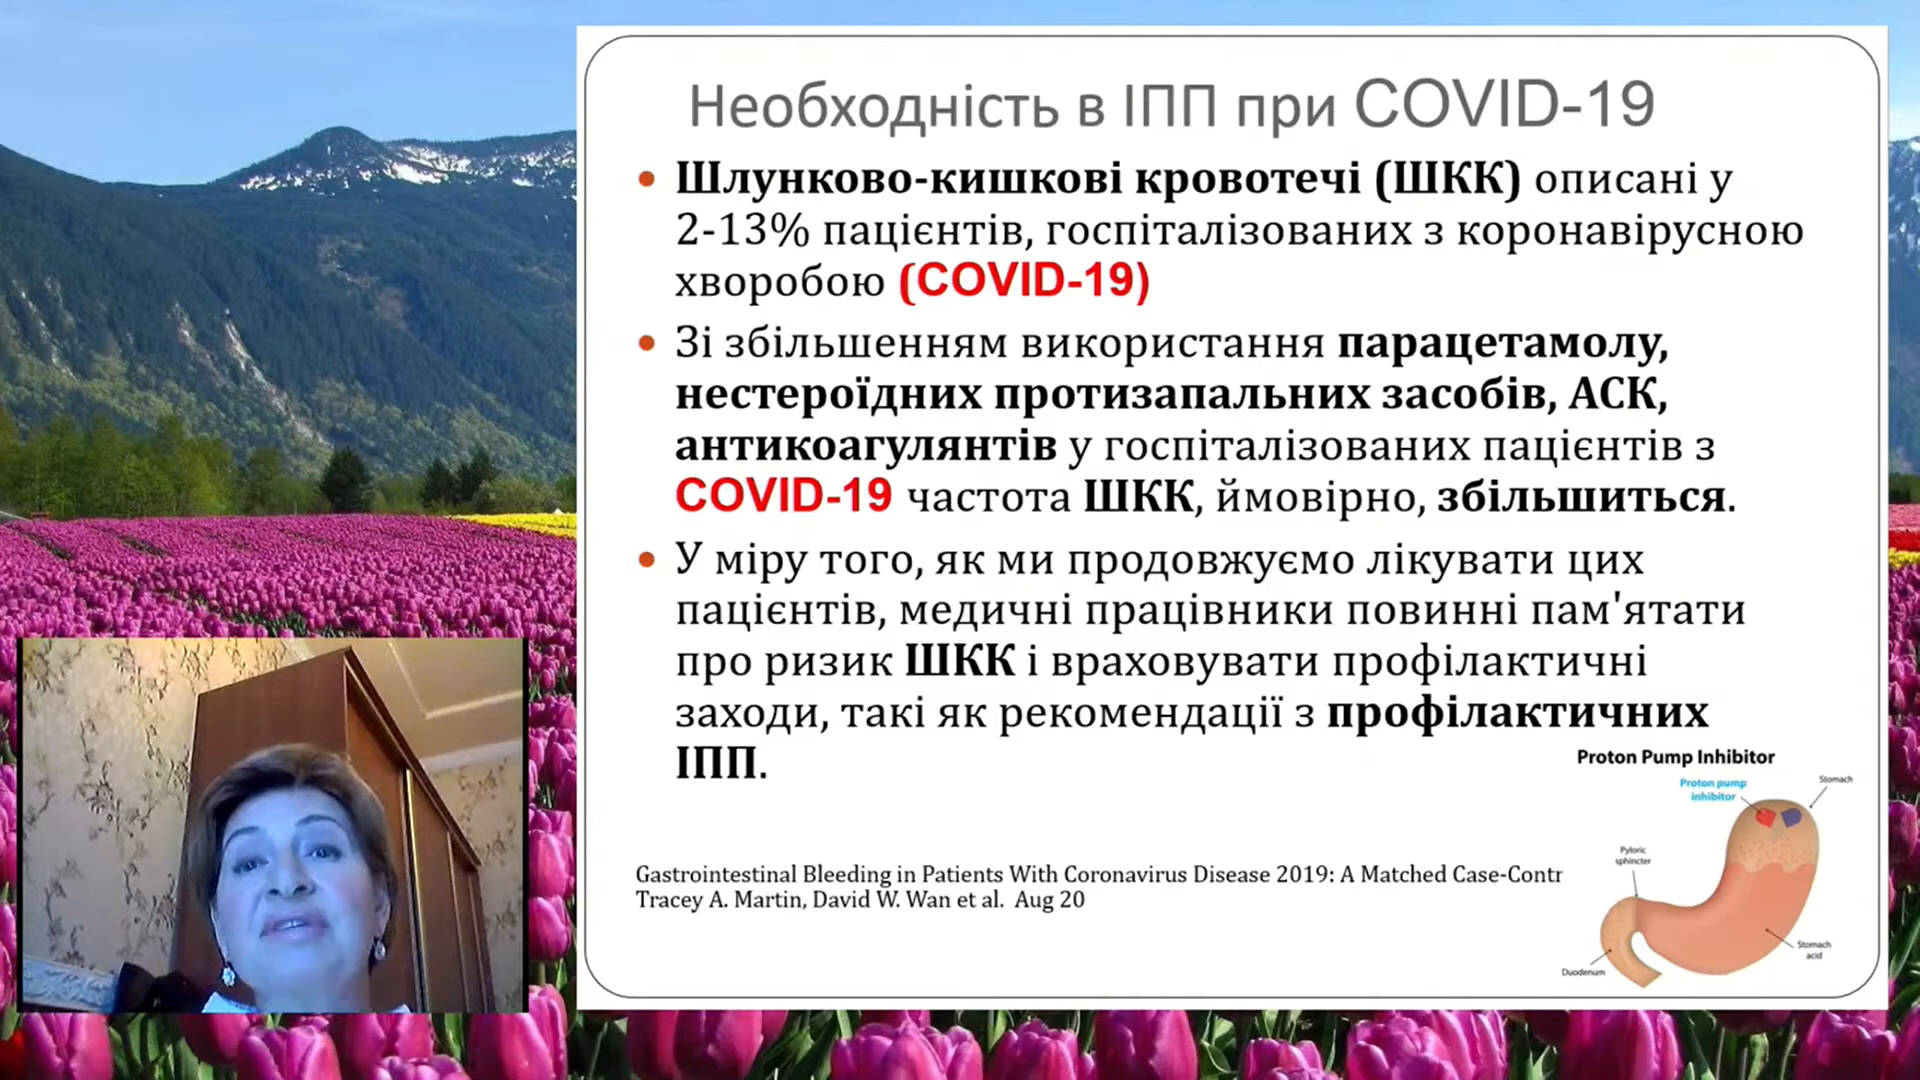 Необходність в ІПП при COVID-19
Шлунково-кишкові кровотечі (ШКК) описані у
2-13% пацієнтів, госпіталізованих з коронавірусною
хворобою (COVID-19)
Зі збільшенням використання парацетамолу,
нестероїдних протизапальних засобів, АСК,
антикоагулянтів у госпіталізованих пацієнтів з
COVID-19 частота ШКК, ймовірно, збільшиться.
У міру того, як ми продовжуємо лікувати цих
пацієнтів, медичні працівники повинні пам'ятати
про ризик ШКК і враховувати профілактичні
заходи, такі як рекомендації з профілактичних
ІПП.
Proton Pump Inhibitor
Proton pump
inhibitor
Stomach
Pyloric
sphincter
Stomach
acid
Duodenum
Gastrointestinal Bleeding in Patients With Coronavirus Disease 2019: A Matched Case-Contr
Tracey A. Martin, David W. Wan et al. Aug 20